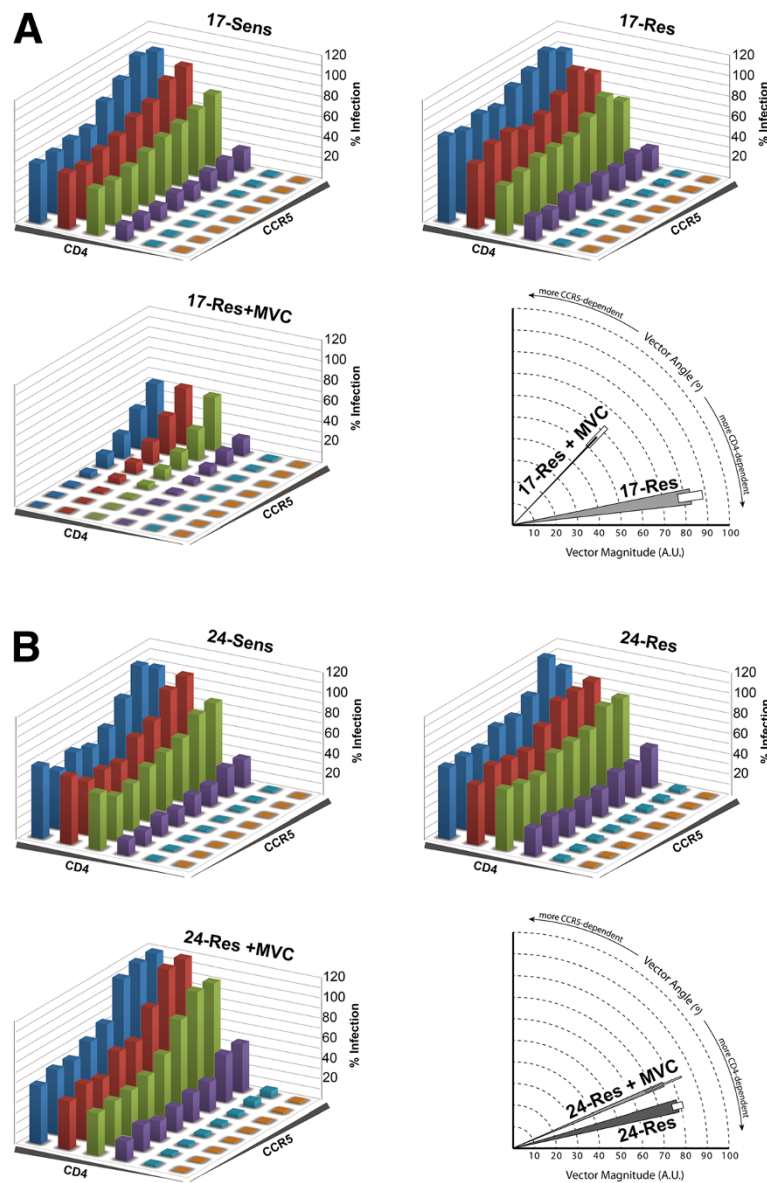 A
17-Sens
120
100
80
60
40
20
% Infection
CD4
CCR5
17-Res
120
100
80
60
40
20
% Infection
CD4
CCR5
17-Res+MVC
120
100
80
60
40
20
% Infection
CD4
CCR5
more CCR5-dependent
Vector Angle (º)
more CD4-dependent
17-Res + MVC
17-Res
10 20 30 40 50 60 70 80 90 100
Vector Magnitude (A.U.)
B
24-Sens
120
100
80
60
40
20
% Infection
CD4
CCR5
24-Res
120
100
80
60
40
20
% Infection
CD4
CCR5
24-Res +MVC
120
100
80
60
40
20
% Infection
CD4
CCR5
more CCR5-dependent
Vector Angle (º)
more CD4-dependent
24-Res + MVC
24-Res
10 20 30 40 50 60 70 80 90 100
Vector Magnitude (A.U.)